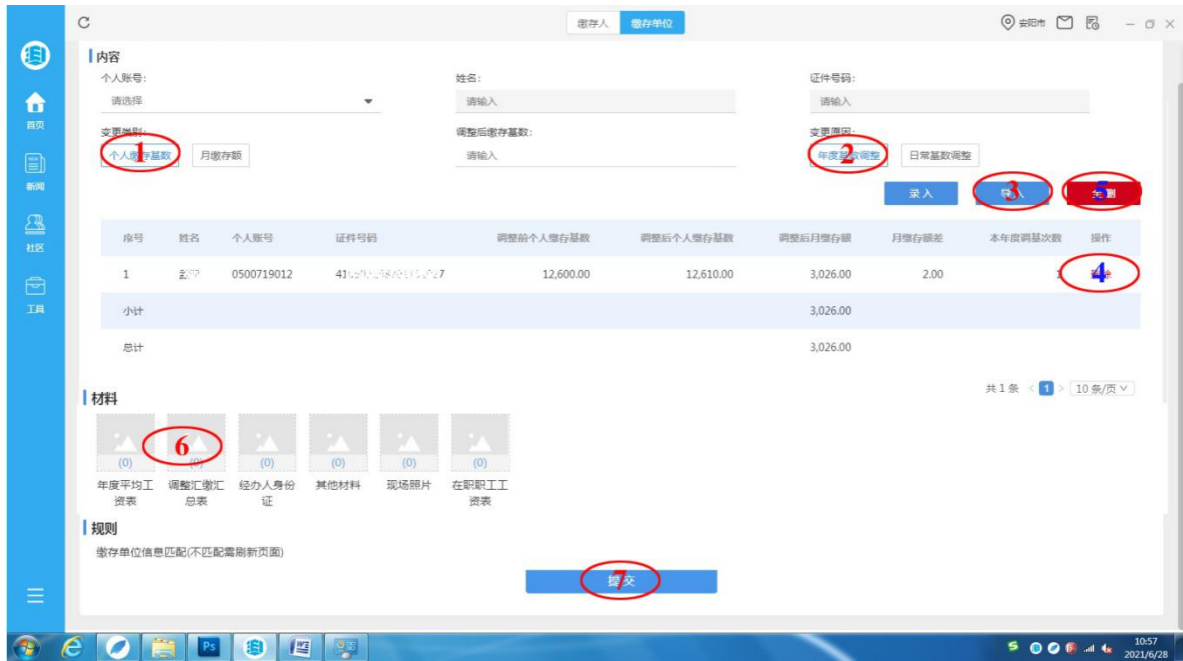 缴存人 缴存单位 安阳市
内容
个人账号: 姓名: 证件号码:
请选择 请输入 请输入
变更类别: 调整后缴存基数: 变更原因:
个人缴存基数 月缴存额 请输入 年度基数调整 日常基数调整
1 2
录入 导入 全删
3 5
序号 姓名 个人账号 证件号码 调整前个人缴存基数 调整后个人缴存基数 调整后月缴存额 月缴存额差 本年度调基次数 操作
1 0500719012 12,600.00 12,610.00 3,026.00 2.00 1 删除
4
小计 3,026.00
总计 3,026.00
共 1 条 < 1 > 10 条/页
材料
6
(0) (0) (0) (0) (0) (0)
年度平均工 调整汇缴汇 经办人身份 其他材料 现场照片 在职职工工
资表 总表 证 资表
规则
缴存单位信息匹配(不匹配需刷新页面)
提交
7
首页
新闻
社区
工具
Ps
10:57
2021/6/28